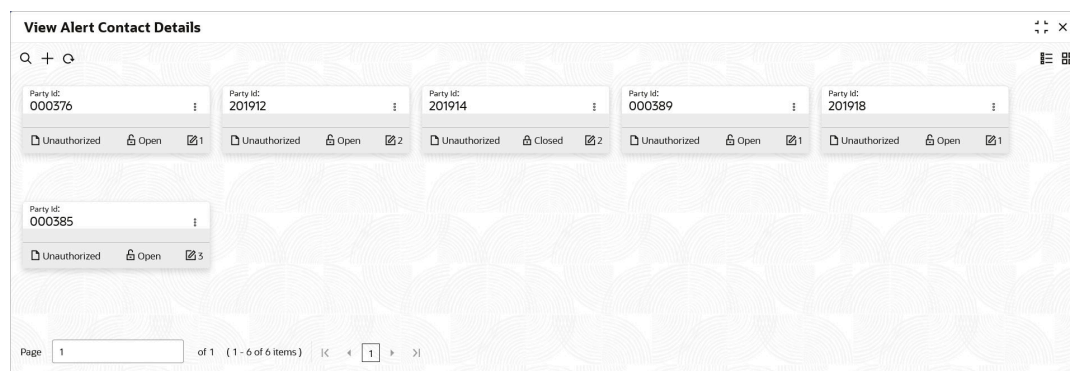 View Alert Contact Details
Party Id:
000376
Unauthorized Open 1
Party Id:
201912
Unauthorized Open 2
Party Id:
201914
Unauthorized Closed 2
Party Id:
000389
Unauthorized Open 1
Party Id:
201918
Unauthorized Open 1
Party Id:
000385
Unauthorized Open 3
Page 1 of 1 ( 1 - 6 of 6 items ) 1